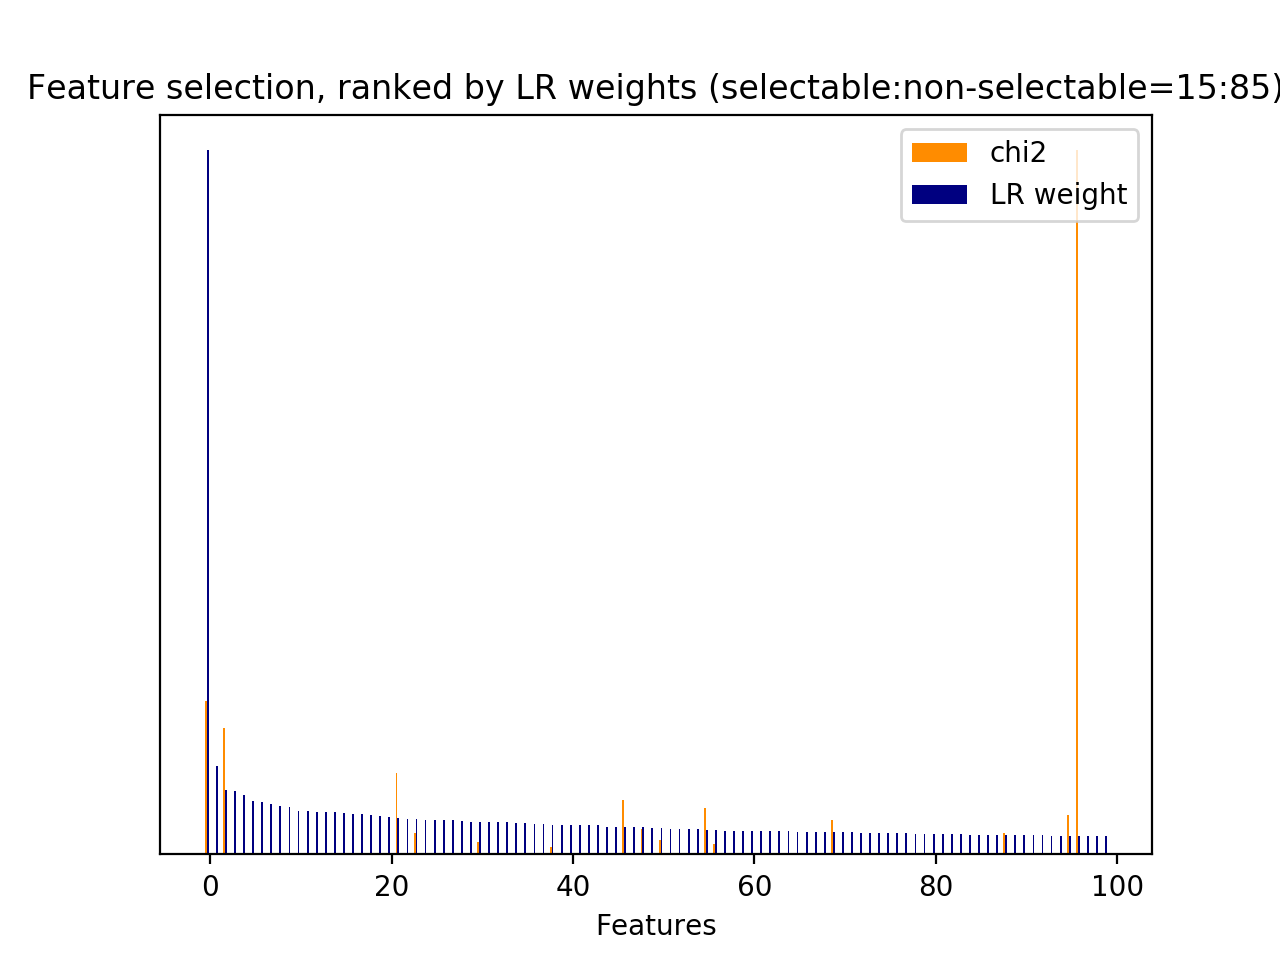 Feature selection, ranked by LR weights (selectable:non-selectable=15:85)
chi2
LR weight
0 20 40 60 80 100
Features